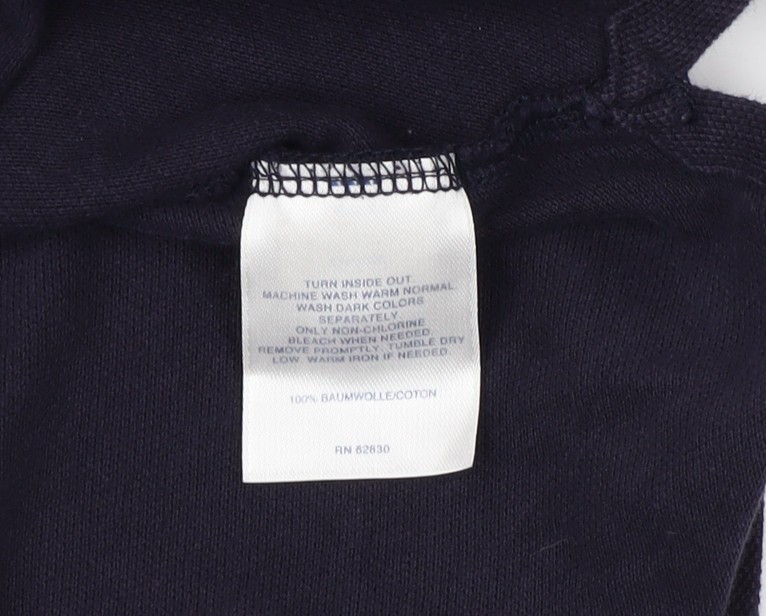 TURN INSIDE OUT.
MACHINE WASH WARM NORMAL.
WASH DARK COLORS
SEPARATELY.
ONLY NON-CHLORINE
BLEACH WHEN NEEDED.
REMOVE PROMPTLY. TUMBLE DRY
LOW. WARM IRON IF NEEDED.
100% BAUMWOLLE/COTON
RN 62830